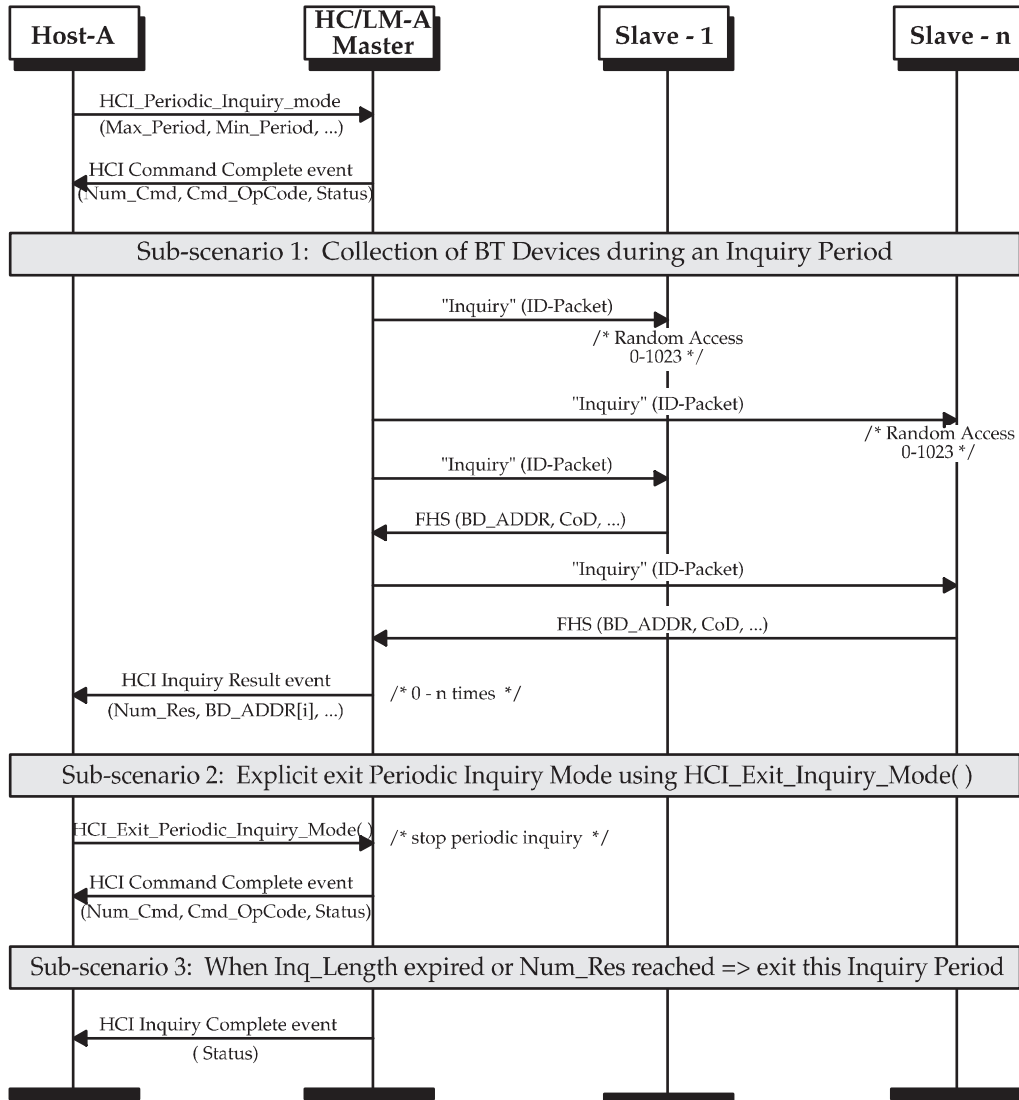 Host-A
HC/LM-A
Master
Slave - 1
Slave - n
HCI_Periodic_Inquiry_mode
(Max_Period, Min_Period, ...)
HCI Command Complete event
(Num_Cmd, Cmd_OpCode, Status)
Sub-scenario 1: Collection of BT Devices during an Inquiry Period
"Inquiry" (ID-Packet)
/* Random Access
0-1023 */
"Inquiry" (ID-Packet)
/* Random Access
0-1023 */
"Inquiry" (ID-Packet)
FHS (BD_ADDR, CoD, ...)
"Inquiry" (ID-Packet)
FHS (BD_ADDR, CoD, ...)
HCI Inquiry Result event
(Num_Res, BD_ADDR[i], ...)
/* 0 - n times */
Sub-scenario 2: Explicit exit Periodic Inquiry Mode using HCI_Exit_Inquiry_Mode( )
HCI_Exit_Periodic_Inquiry_Mode( )
/* stop periodic inquiry */
HCI Command Complete event
(Num_Cmd, Cmd_OpCode, Status)
Sub-scenario 3: When Inq_Length expired or Num_Res reached => exit this Inquiry Period
HCI Inquiry Complete event
( Status)